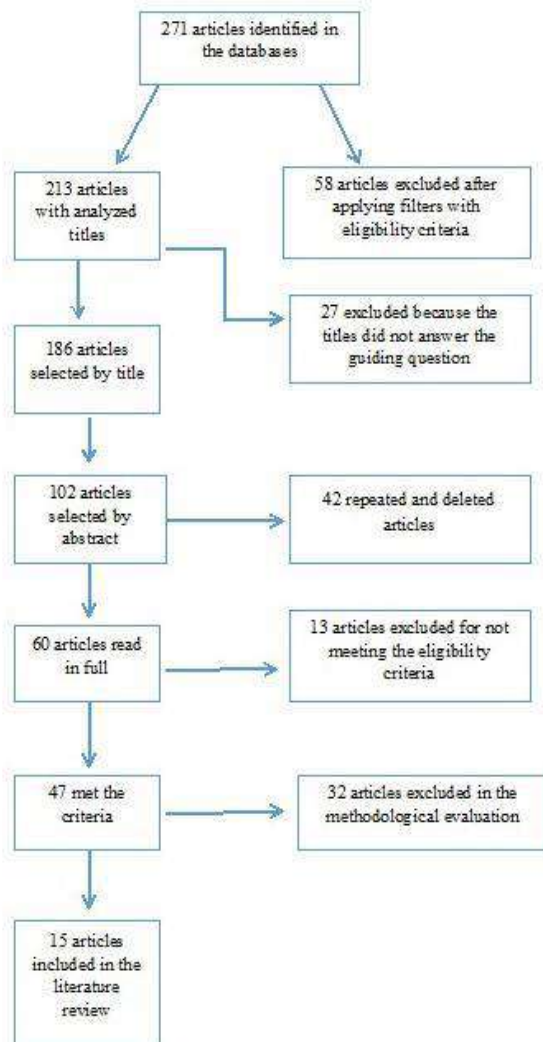 271 articles identified in
the databases
213 articles
with analyzed
titles
58 articles excluded after
applying filters with
eligibility criteria
27 excluded because the
titles did not answer the
guiding question
186 articles
selected by title
102 articles
selected by
abstract
42 repeated and deleted
articles
60 articles read
in full
13 articles excluded for not
meeting the eligibility
criteria
47 met the
criteria
32 articles excluded in the
methodological evaluation
15 articles
included in the
literature
review